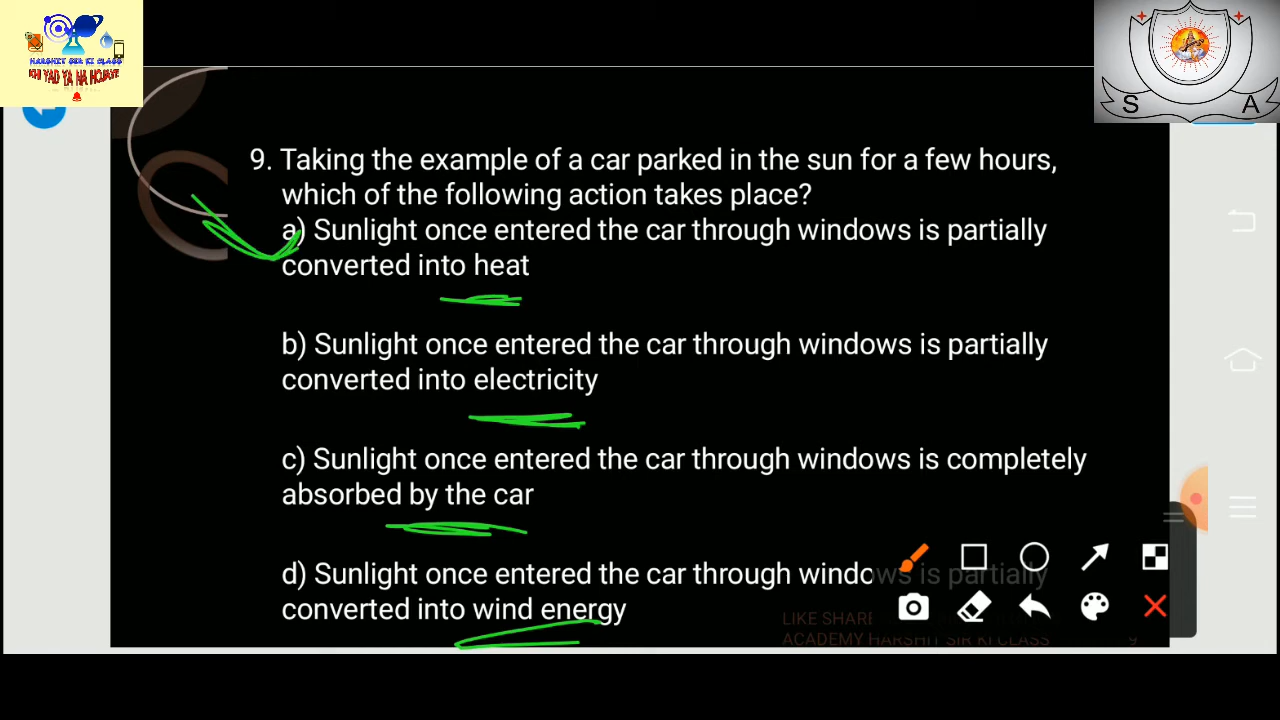 HARSHIT SIR KI CLASS
KHI YAD YA NA HOJAYE
S A
9. Taking the example of a car parked in the sun for a few hours,
which of the following action takes place?
a) Sunlight once entered the car through windows is partially
converted into heat
b) Sunlight once entered the car through windows is partially
converted into electricity
c) Sunlight once entered the car through windows is completely
absorbed by the car
d) Sunlight once entered the car through windows is partially
converted into wind energy
LIKE SHARE
ACADEMY HARSHIT SIR KI CLASS 9